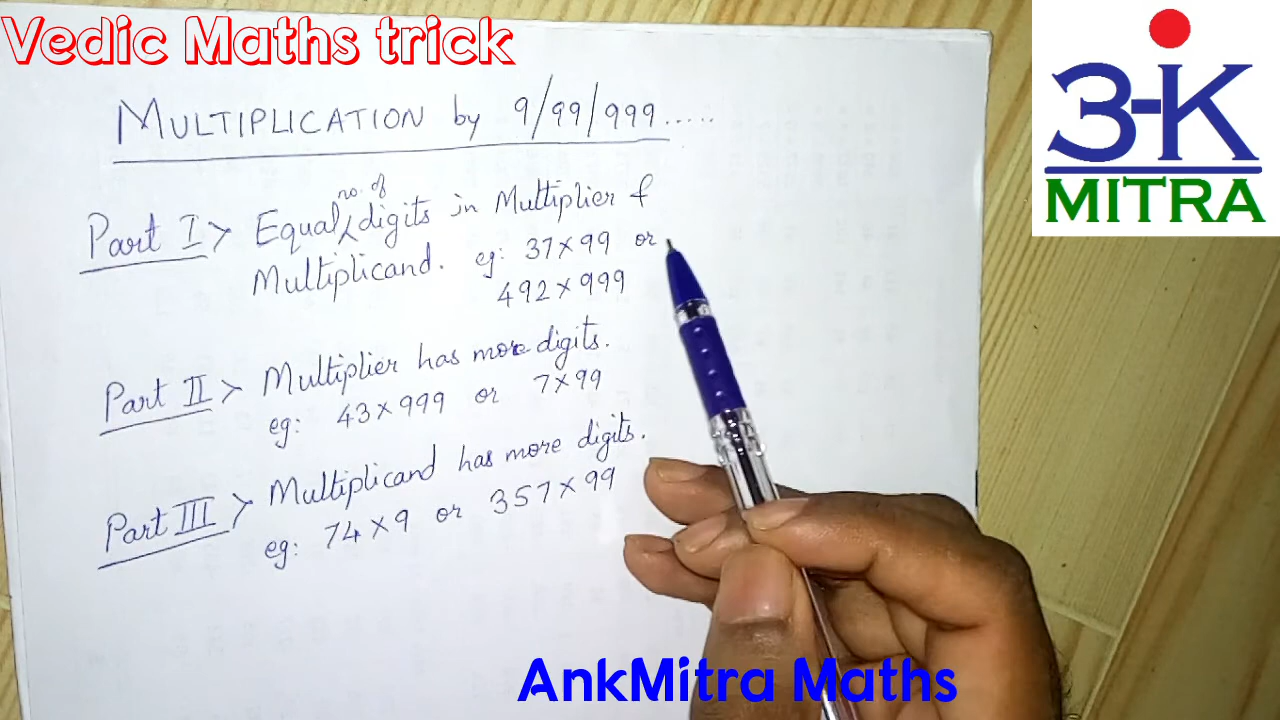 Vedic Maths trick
MULTIPLICATION by 9/99/999.....
no. of
Part I > Equal ʌ digits in Multiplier &
Multiplicand. eg: 37×99 or
492×999
Part II > Multiplier has more digits.
eg: 43×999 or 7×99
Part III > Multiplicand has more digits.
eg: 74×9 or 357×99
3-K
MITRA
AnkMitra Maths